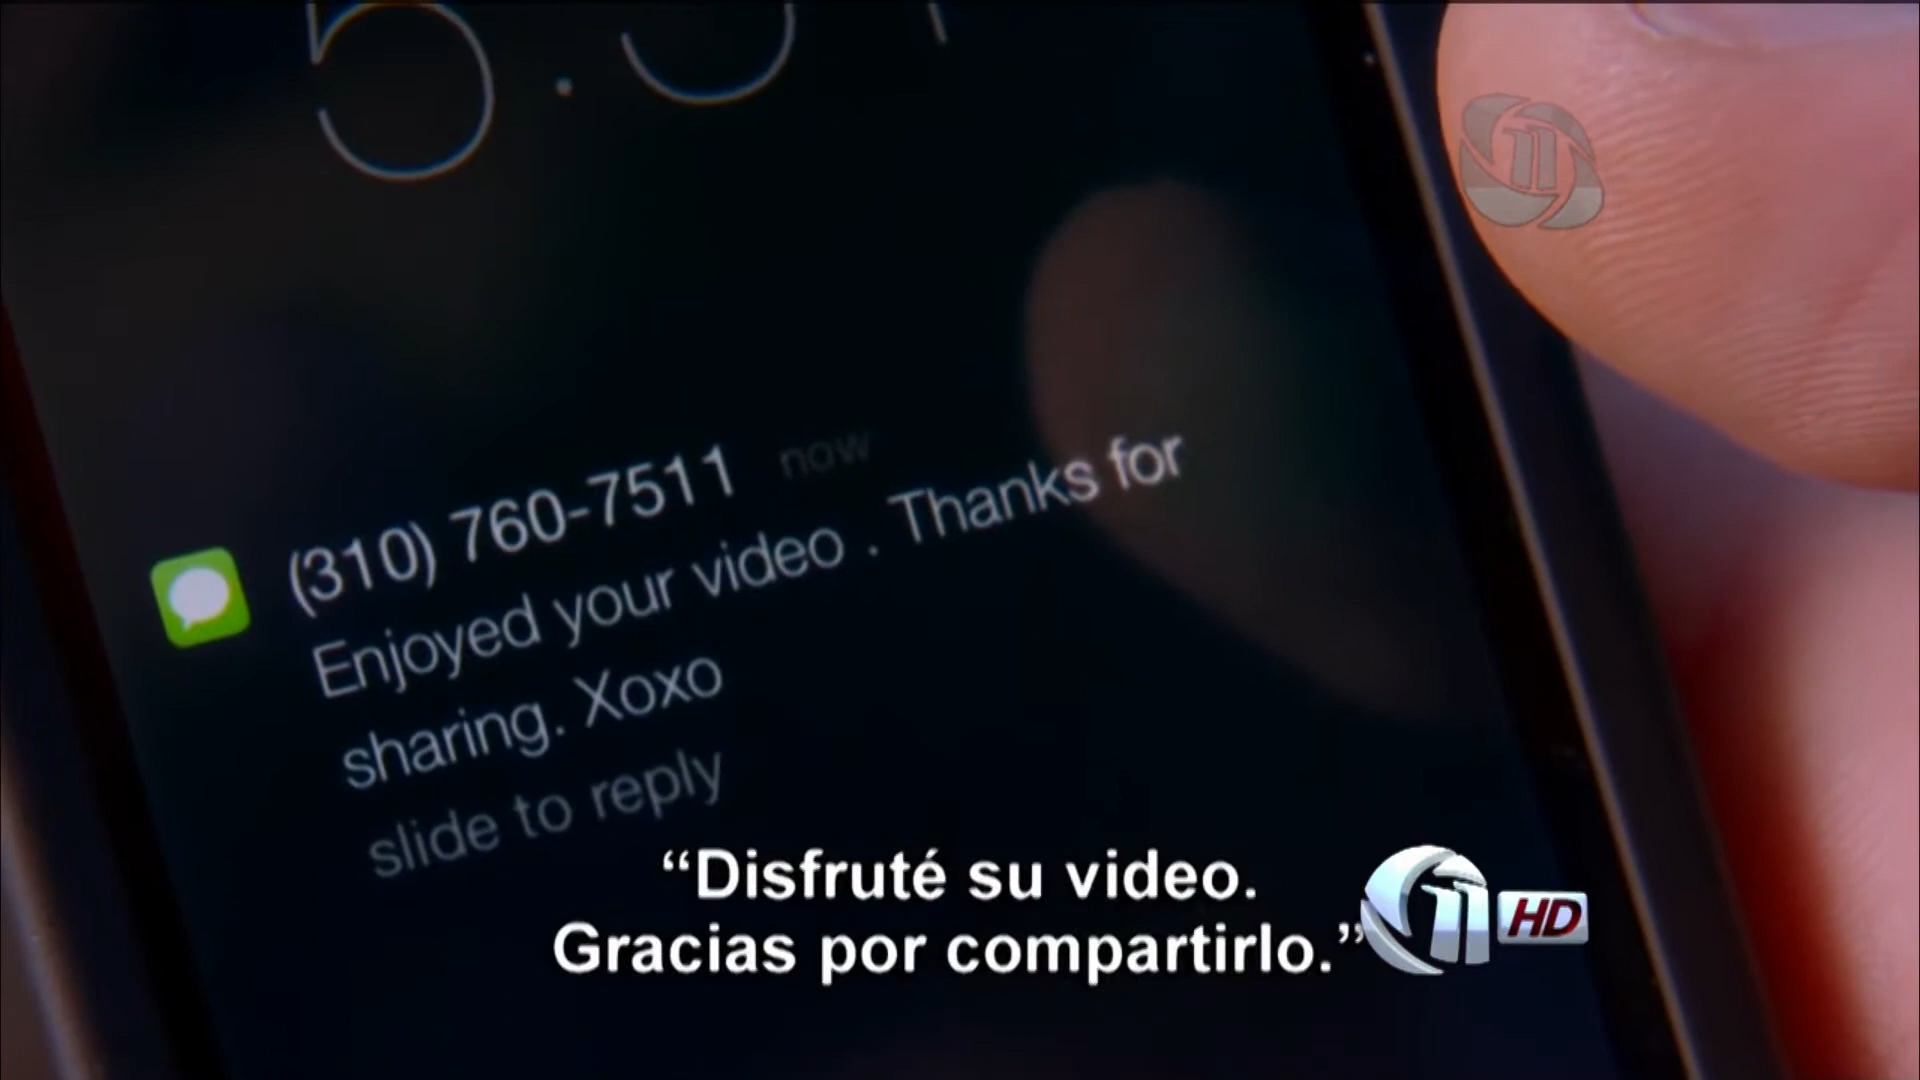 (310) 760-7511 now
Enjoyed your video . Thanks for
sharing. Xoxo
slide to reply
“Disfruté su video.
Gracias por compartirlo.”
11 HD